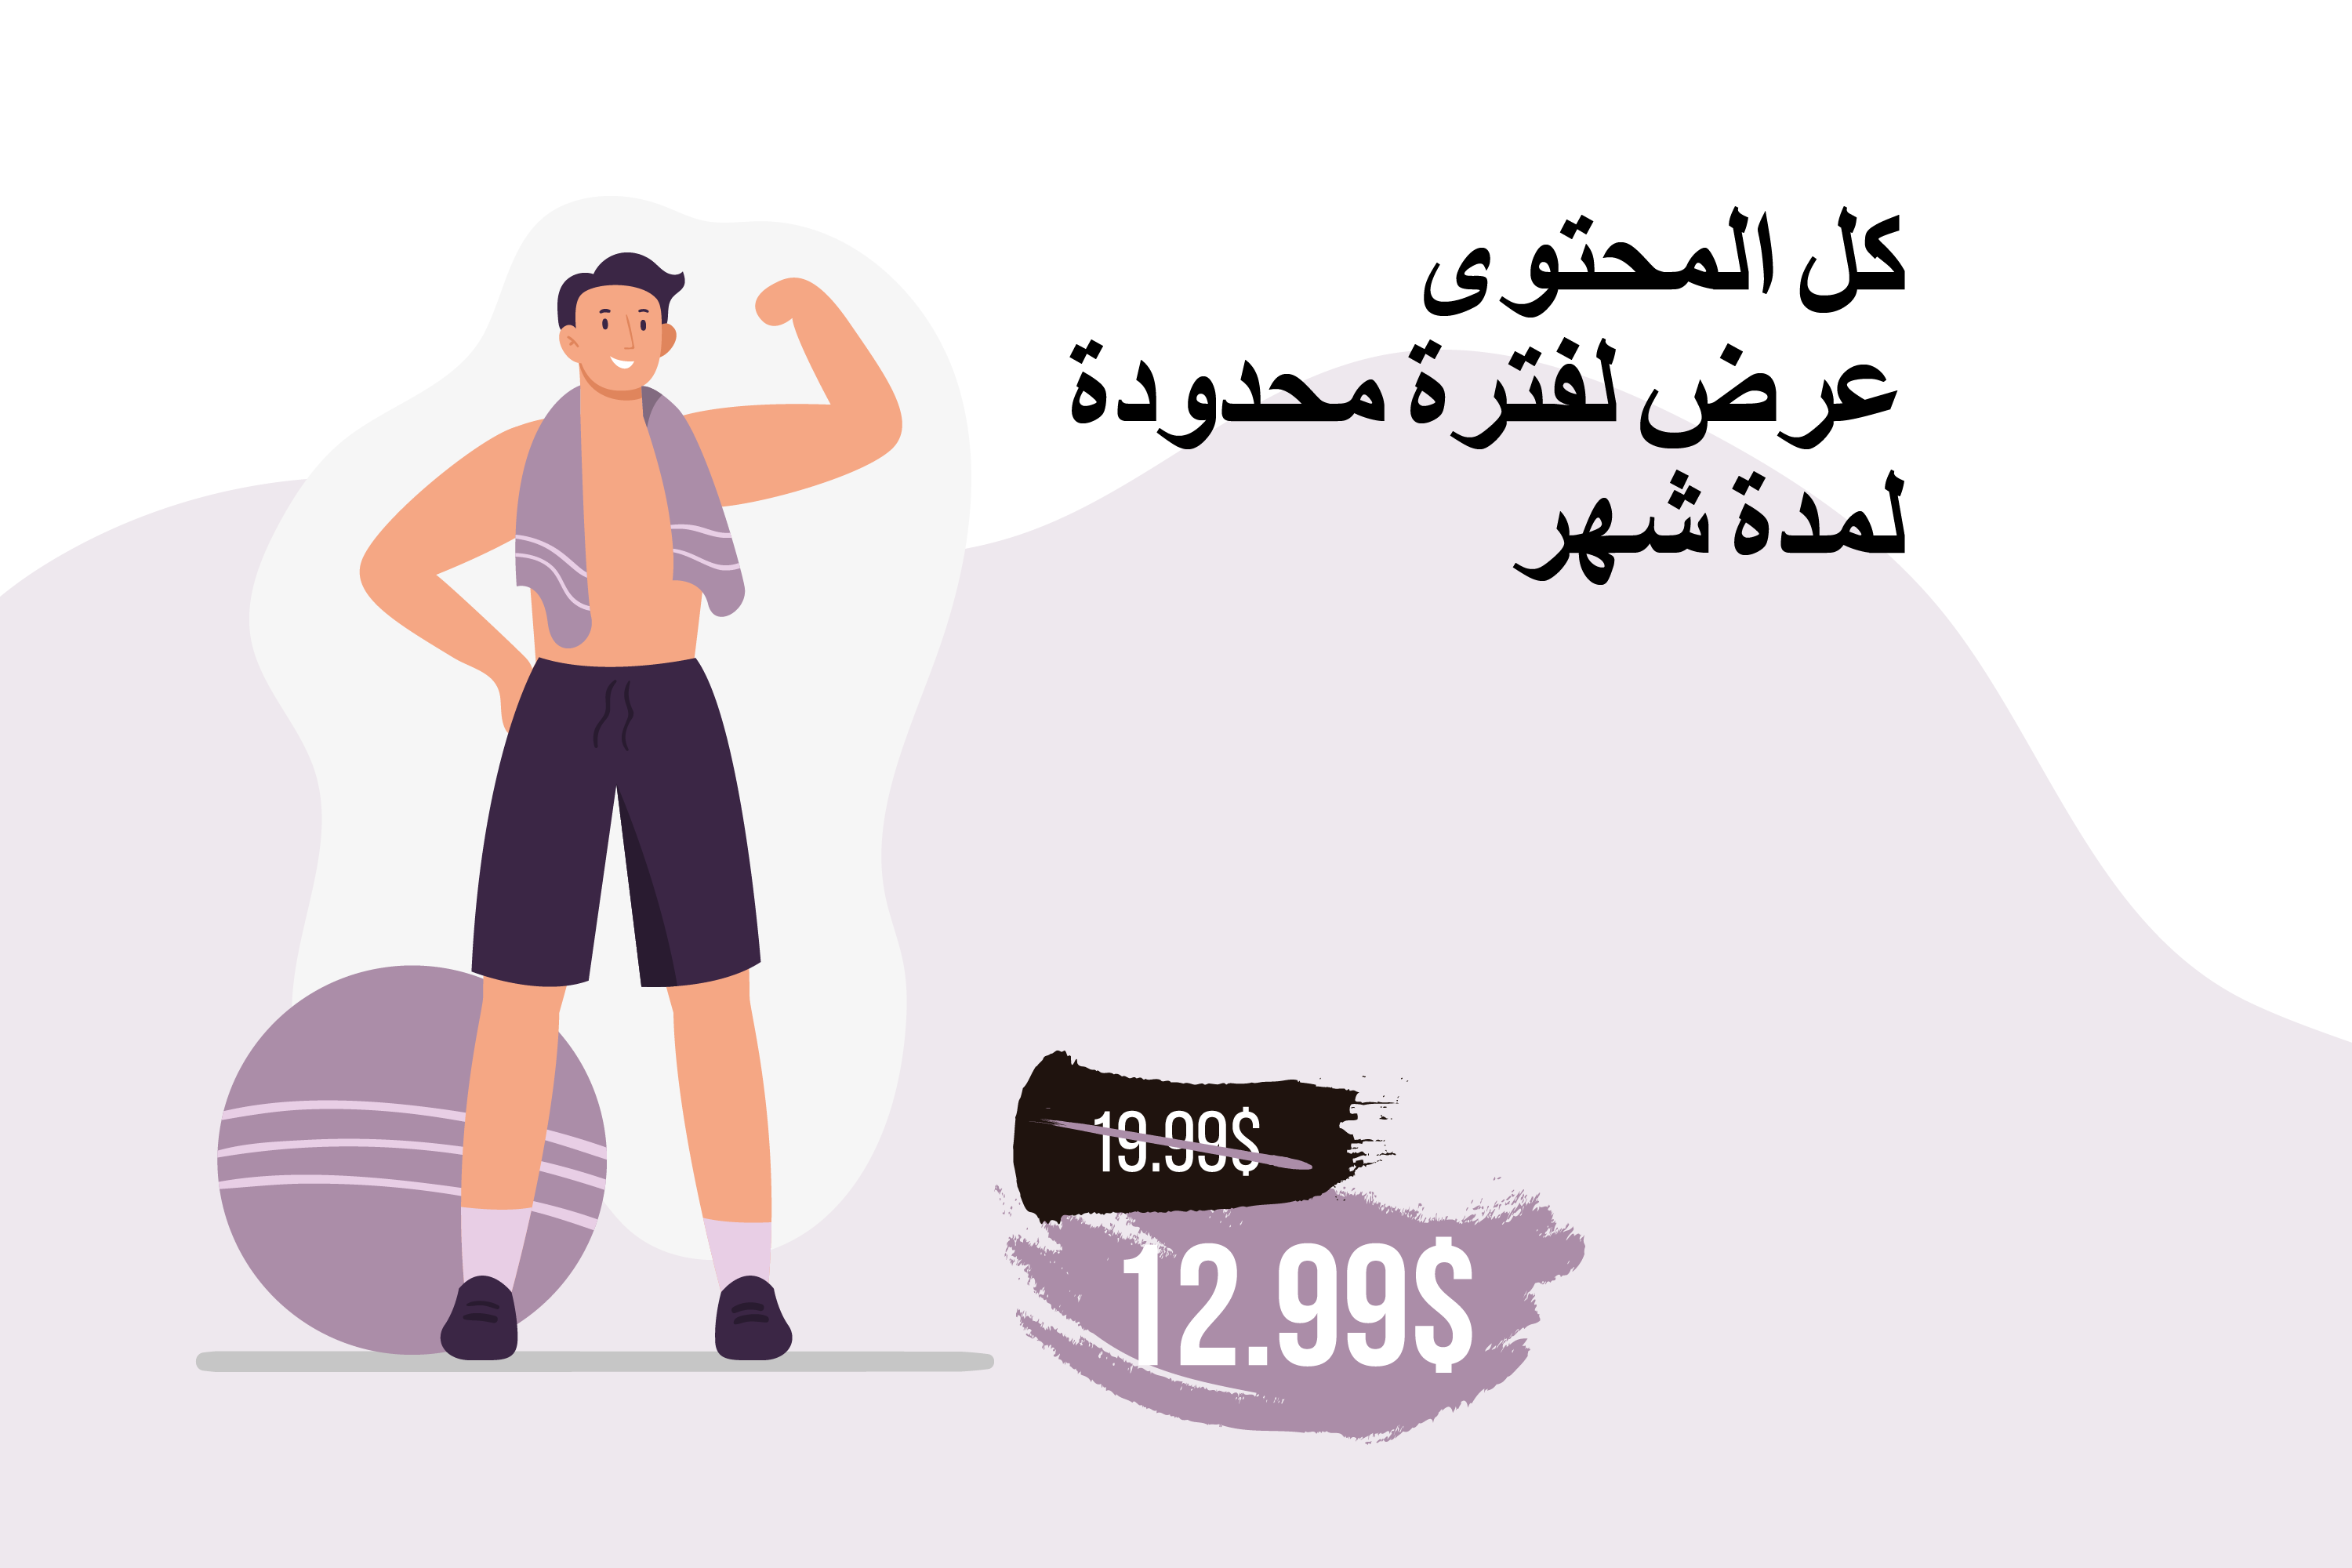 كل المحتوى
عرض لفترة محدودة
لمدة شهر
19.99$
12.99$